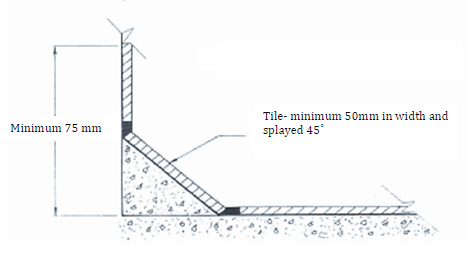 Tile- minimum 50mm in width and
splayed 45°
Minimum 75 mm